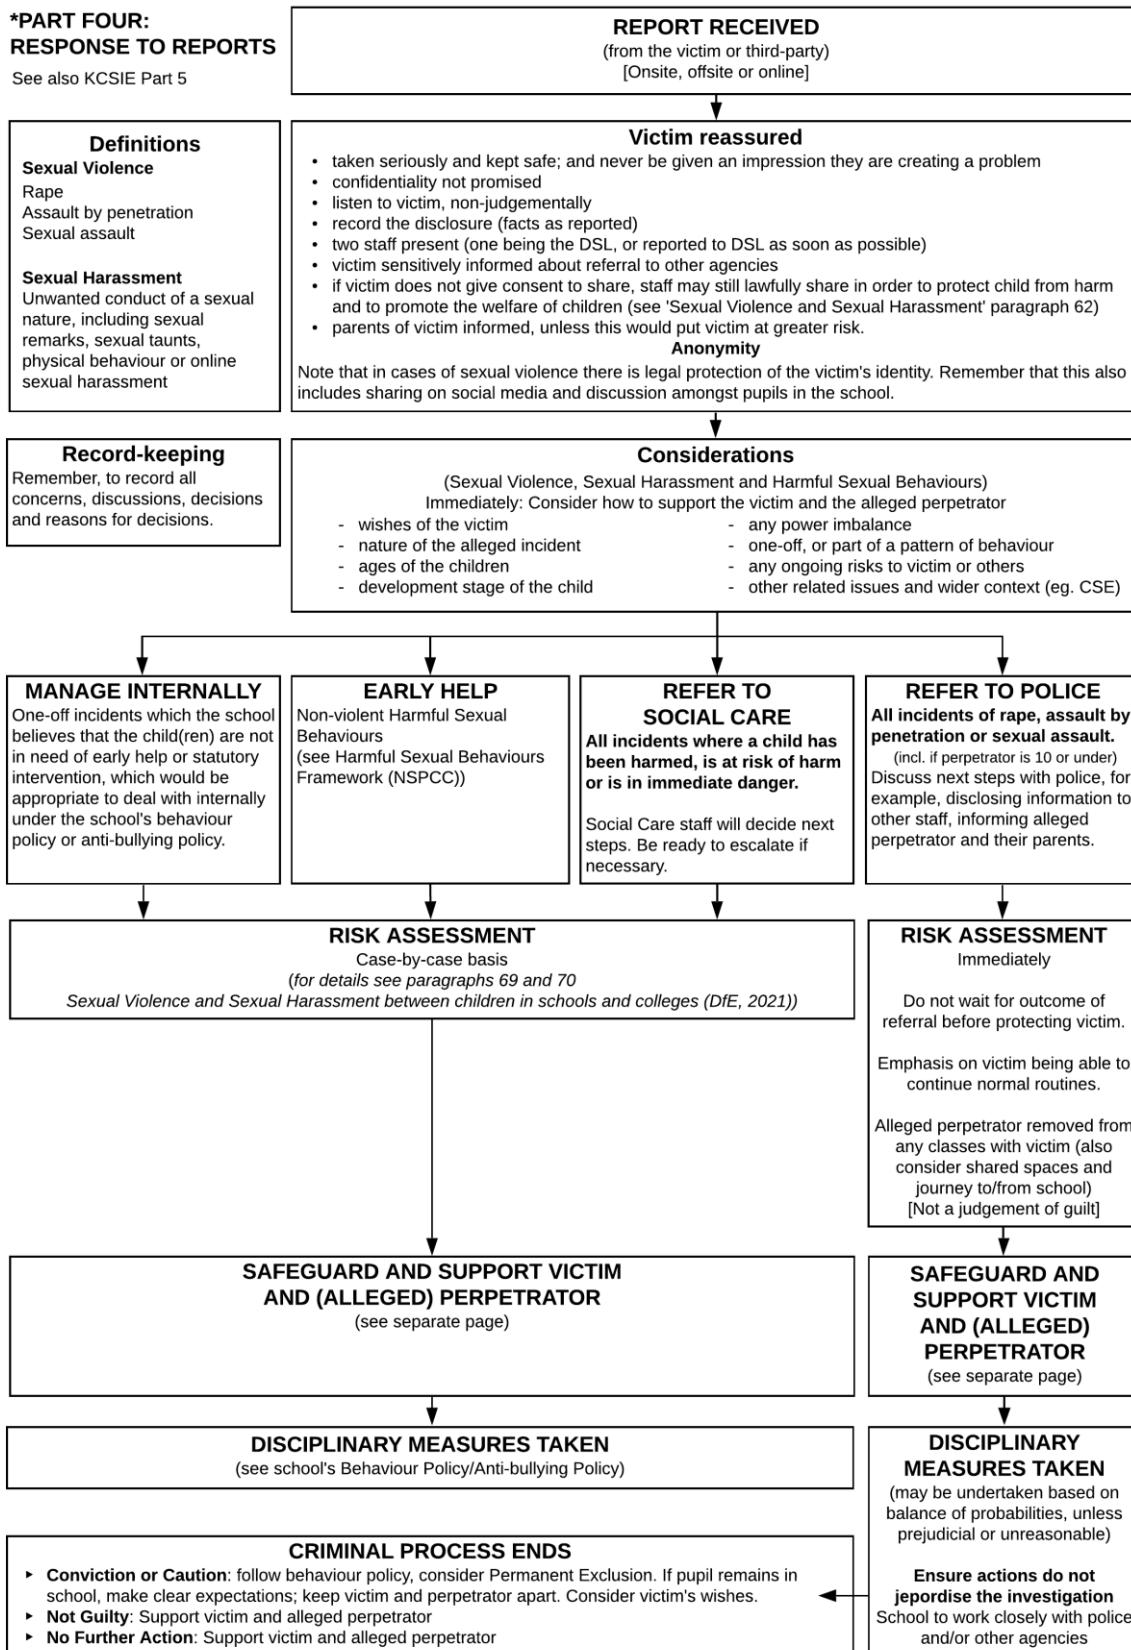 *PART FOUR:
RESPONSE TO REPORTS
See also KCSIE Part 5
REPORT RECEIVED
(from the victim or third-party)
[Onsite, offsite or online]
Definitions
Sexual Violence
Rape
Assault by penetration
Sexual assault
Sexual Harassment
Unwanted conduct of a sexual
nature, including sexual
remarks, sexual taunts,
physical behaviour or online
sexual harassment
Victim reassured
• taken seriously and kept safe; and never be given an impression they are creating a problem
• confidentiality not promised
• listen to victim, non-judgementally
• record the disclosure (facts as reported)
• two staff present (one being the DSL, or reported to DSL as soon as possible)
• victim sensitively informed about referral to other agencies
• if victim does not give consent to share, staff may still lawfully share in order to protect child from harm
and to promote the welfare of children (see 'Sexual Violence and Sexual Harassment' paragraph 62)
• parents of victim informed, unless this would put victim at greater risk.
Anonymity
Note that in cases of sexual violence there is legal protection of the victim's identity. Remember that this also
includes sharing on social media and discussion amongst pupils in the school.
Record-keeping
Remember, to record all
concerns, discussions, decisions
and reasons for decisions.
Considerations
(Sexual Violence, Sexual Harassment and Harmful Sexual Behaviours)
Immediately: Consider how to support the victim and the alleged perpetrator
- wishes of the victim
- nature of the alleged incident
- ages of the children
- development stage of the child
- any power imbalance
- one-off, or part of a pattern of behaviour
- any ongoing risks to victim or others
- other related issues and wider context (eg. CSE)
MANAGE INTERNALLY
One-off incidents which the school
believes that the child(ren) are not
in need of early help or statutory
intervention, which would be
appropriate to deal with internally
under the school's behaviour
policy or anti-bullying policy.
EARLY HELP
Non-violent Harmful Sexual
Behaviours
(see Harmful Sexual Behaviours
Framework (NSPCC))
REFER TO
SOCIAL CARE
All incidents where a child has
been harmed, is at risk of harm
or is in immediate danger.
Social Care staff will decide next
steps. Be ready to escalate if
necessary.
REFER TO POLICE
All incidents of rape, assault by
penetration or sexual assault.
(incl. if perpetrator is 10 or under)
Discuss next steps with police, for
example, disclosing information to
other staff, informing alleged
perpetrator and their parents.
RISK ASSESSMENT
Case-by-case basis
(for details see paragraphs 69 and 70
Sexual Violence and Sexual Harassment between children in schools and colleges (DfE, 2021))
RISK ASSESSMENT
Immediately
Do not wait for outcome of
referral before protecting victim.
Emphasis on victim being able to
continue normal routines.
Alleged perpetrator removed from
any classes with victim (also
consider shared spaces and
journey to/from school)
[Not a judgement of guilt]
SAFEGUARD AND SUPPORT VICTIM
AND (ALLEGED) PERPETRATOR
(see separate page)
SAFEGUARD AND
SUPPORT VICTIM
AND (ALLEGED)
PERPETRATOR
(see separate page)
DISCIPLINARY MEASURES TAKEN
(see school's Behaviour Policy/Anti-bullying Policy)
DISCIPLINARY
MEASURES TAKEN
(may be undertaken based on
balance of probabilities, unless
prejudicial or unreasonable)
Ensure actions do not
jepordise the investigation
School to work closely with police
and/or other agencies
CRIMINAL PROCESS ENDS
▸ Conviction or Caution: follow behaviour policy, consider Permanent Exclusion. If pupil remains in
school, make clear expectations; keep victim and perpetrator apart. Consider victim's wishes.
▸ Not Guilty: Support victim and alleged perpetrator
▸ No Further Action: Support victim and alleged perpetrator